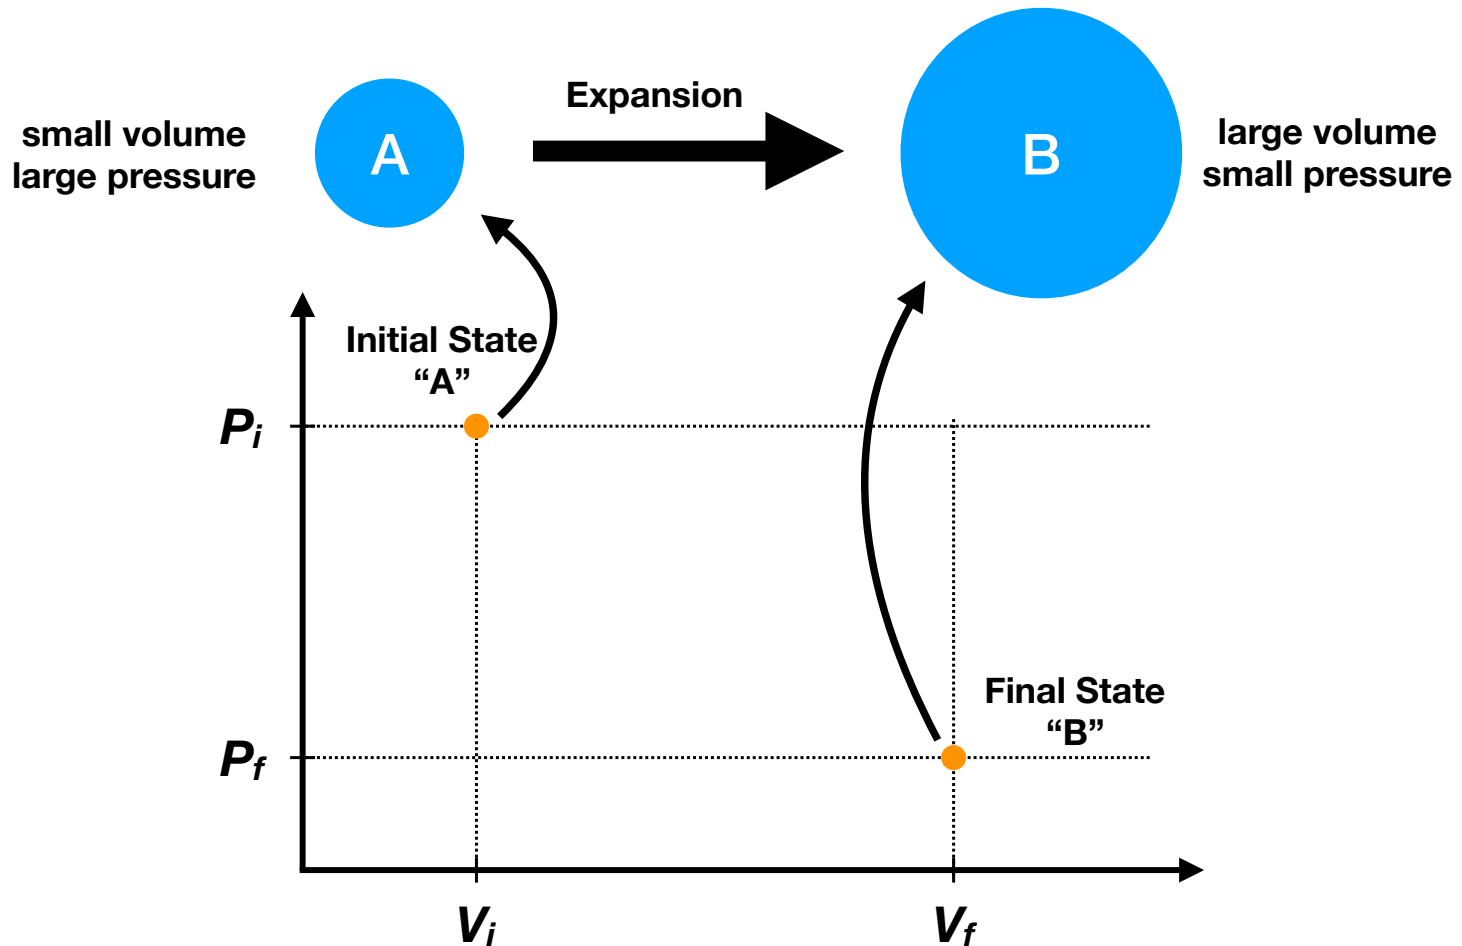 Expansion
small volume
large pressure
A
B
large volume
small pressure
Initial State
“A”
Pi
Final State
“B”
Pf
Vi
Vf